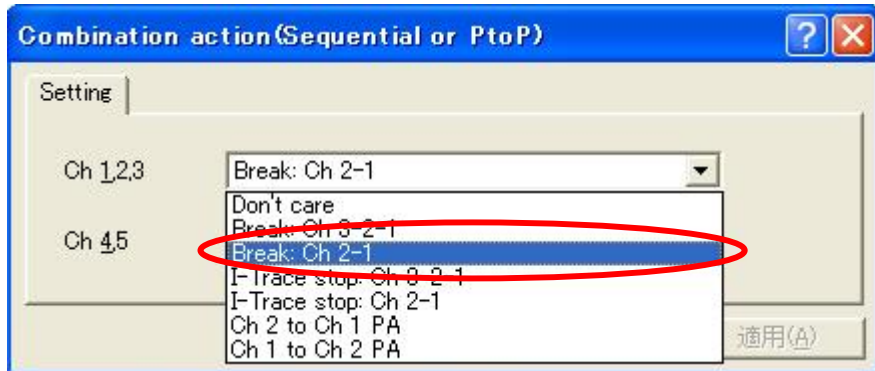 Combination action(Sequential or PtoP)
Setting
Ch 1,2,3
Break: Ch 2-1
Don't care
Break: Ch 3-2-1
Ch 4,5
Break: Ch 2-1
I-Trace stop: Ch 3-2-1
I-Trace stop: Ch 2-1
Ch 2 to Ch 1 PA
Ch 1 to Ch 2 PA
適用(A)